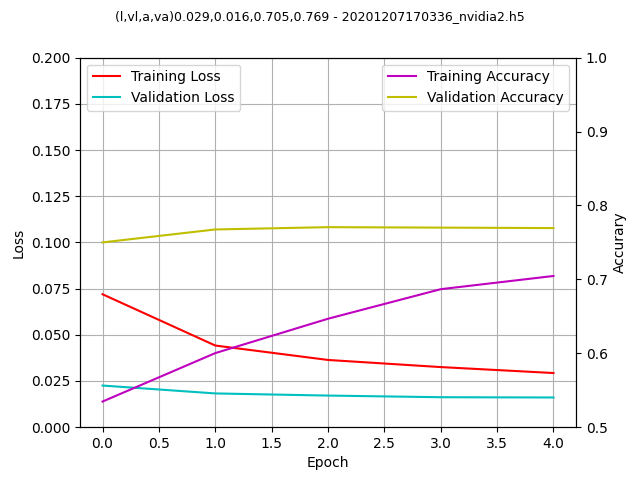 (l,vl,a,va)0.029,0.016,0.705,0.769 - 20201207170336_nvidia2.h5
Training Loss
Validation Loss
Training Accuracy
Validation Accuracy
0.200
0.175
0.150
0.125
0.100
0.075
0.050
0.025
0.000
Loss
1.0
0.9
0.8
0.7
0.6
0.5
Accurary
0.0 0.5 1.0 1.5 2.0 2.5 3.0 3.5 4.0
Epoch